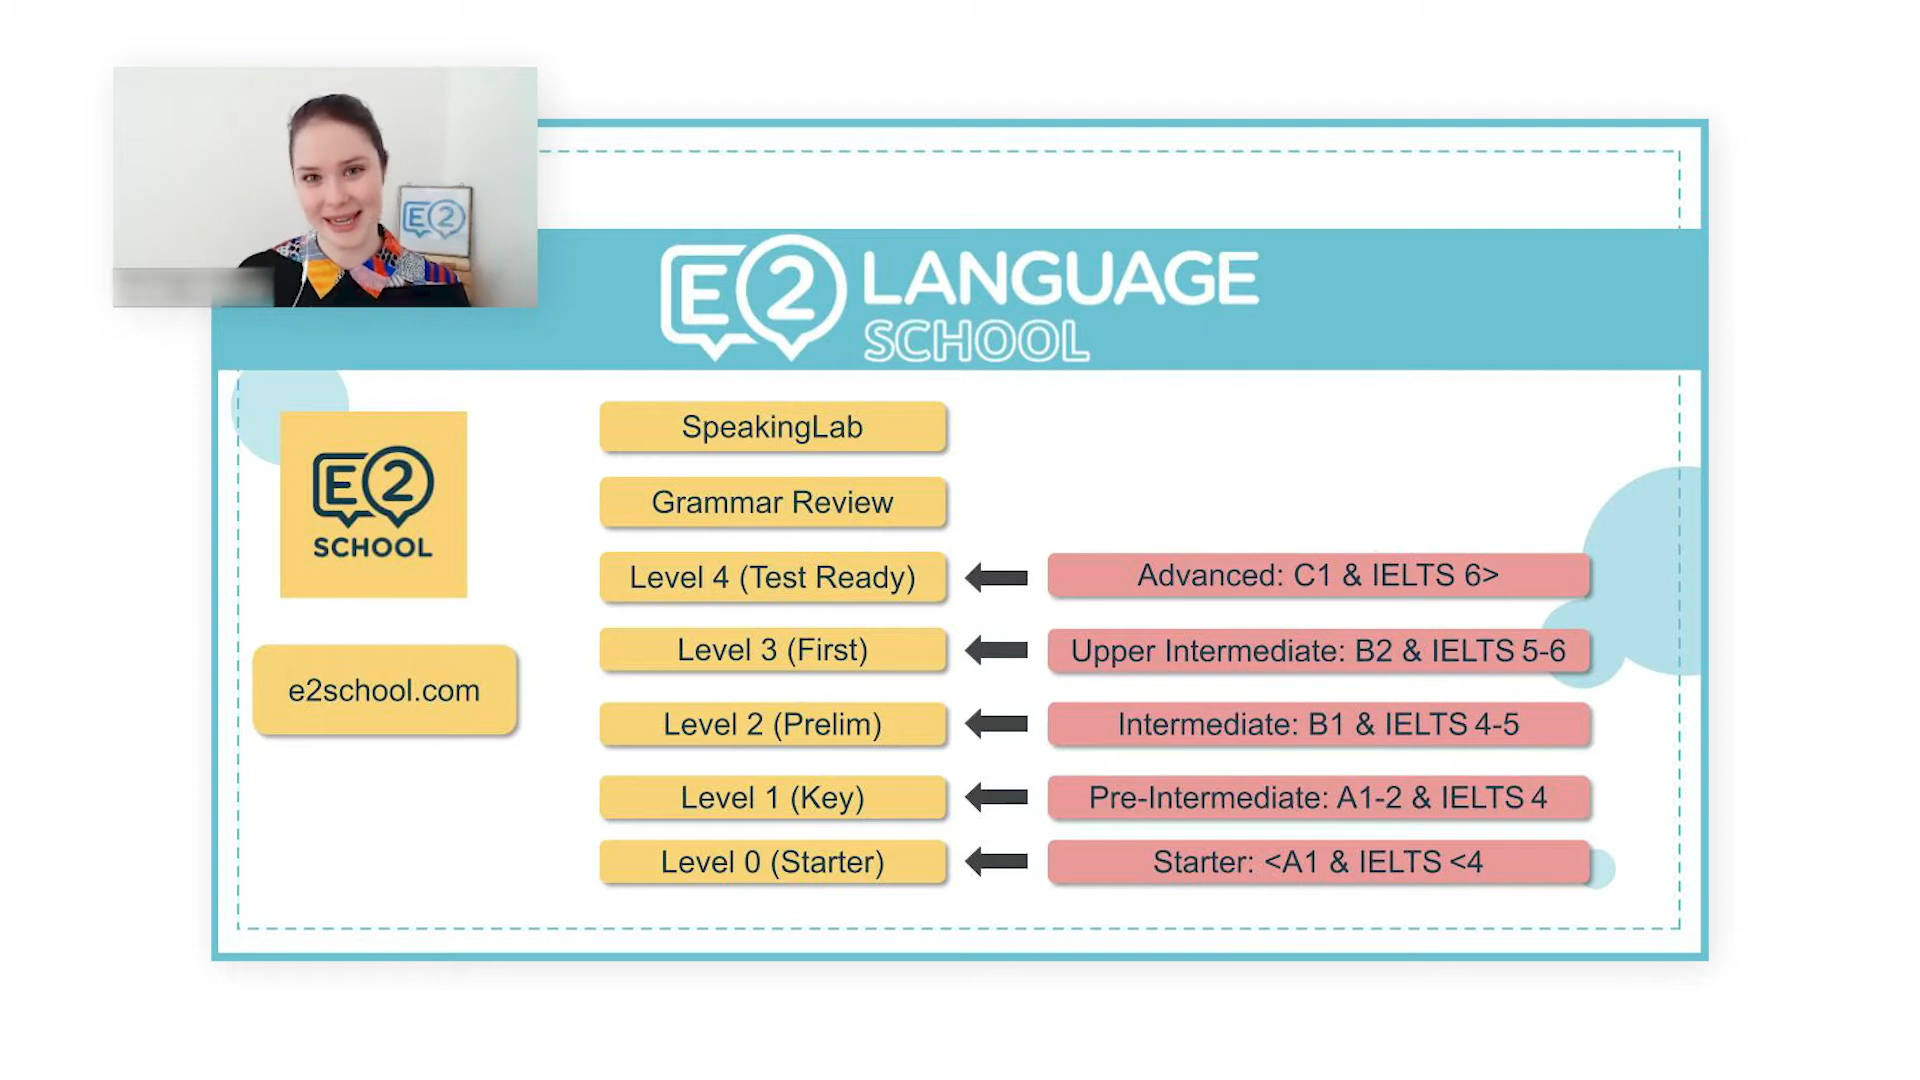 E2
E2 LANGUAGE
SCHOOL
E2
SCHOOL
e2school.com
SpeakingLab
Grammar Review
Level 4 (Test Ready)
Advanced: C1 & IELTS 6>
Level 3 (First)
Upper Intermediate: B2 & IELTS 5-6
Level 2 (Prelim)
Intermediate: B1 & IELTS 4-5
Level 1 (Key)
Pre-Intermediate: A1-2 & IELTS 4
Level 0 (Starter)
Starter: <A1 & IELTS <4